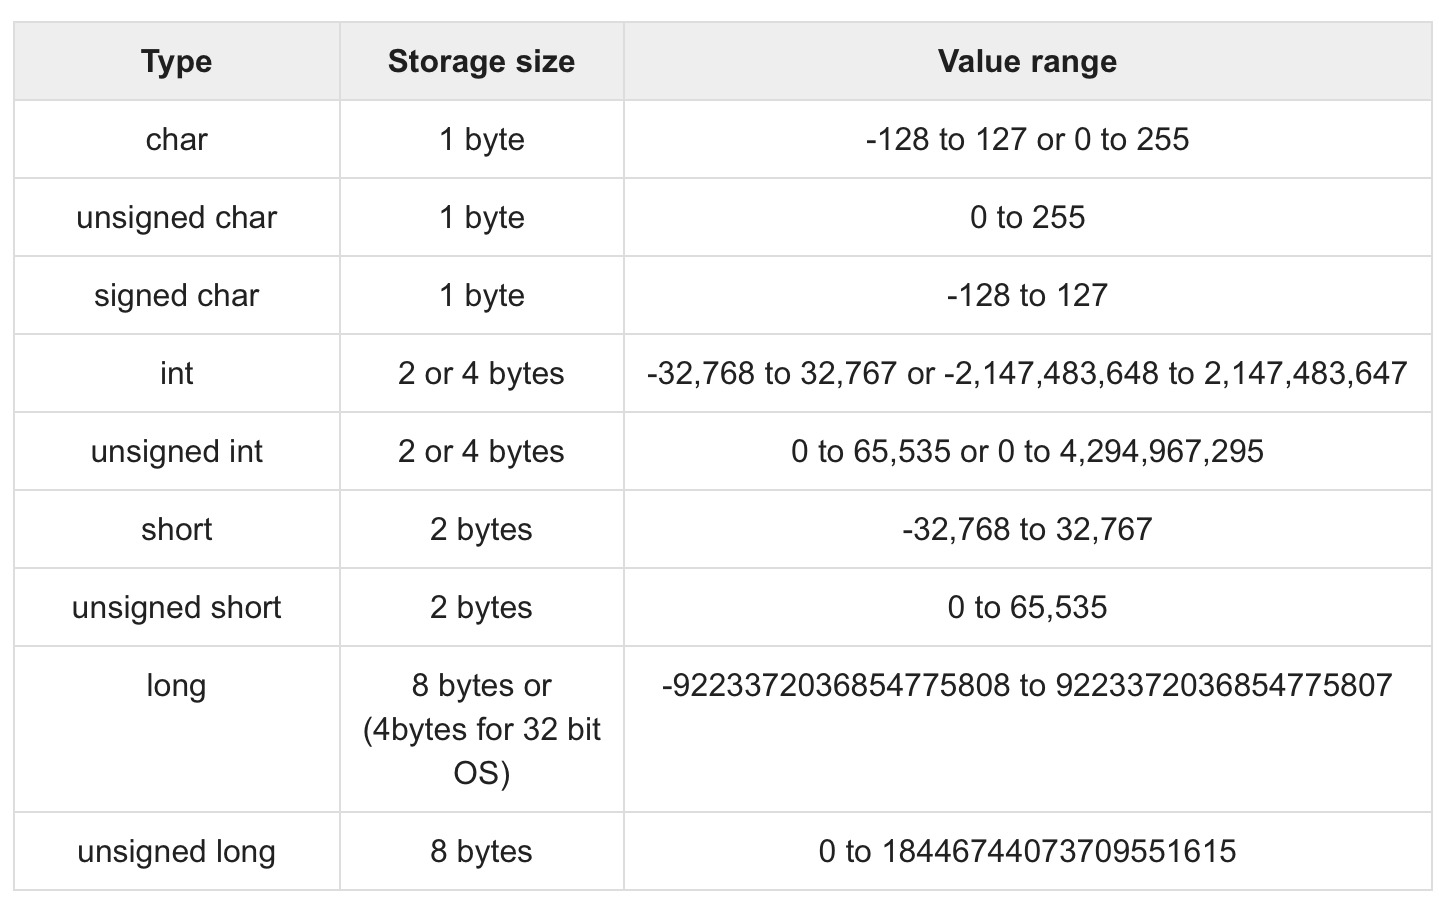 Type Storage size Value range
char 1 byte -128 to 127 or 0 to 255
unsigned char 1 byte 0 to 255
signed char 1 byte -128 to 127
int 2 or 4 bytes -32,768 to 32,767 or -2,147,483,648 to 2,147,483,647
unsigned int 2 or 4 bytes 0 to 65,535 or 0 to 4,294,967,295
short 2 bytes -32,768 to 32,767
unsigned short 2 bytes 0 to 65,535
long 8 bytes or -9223372036854775808 to 9223372036854775807
(4bytes for 32 bit
OS)
unsigned long 8 bytes 0 to 18446744073709551615